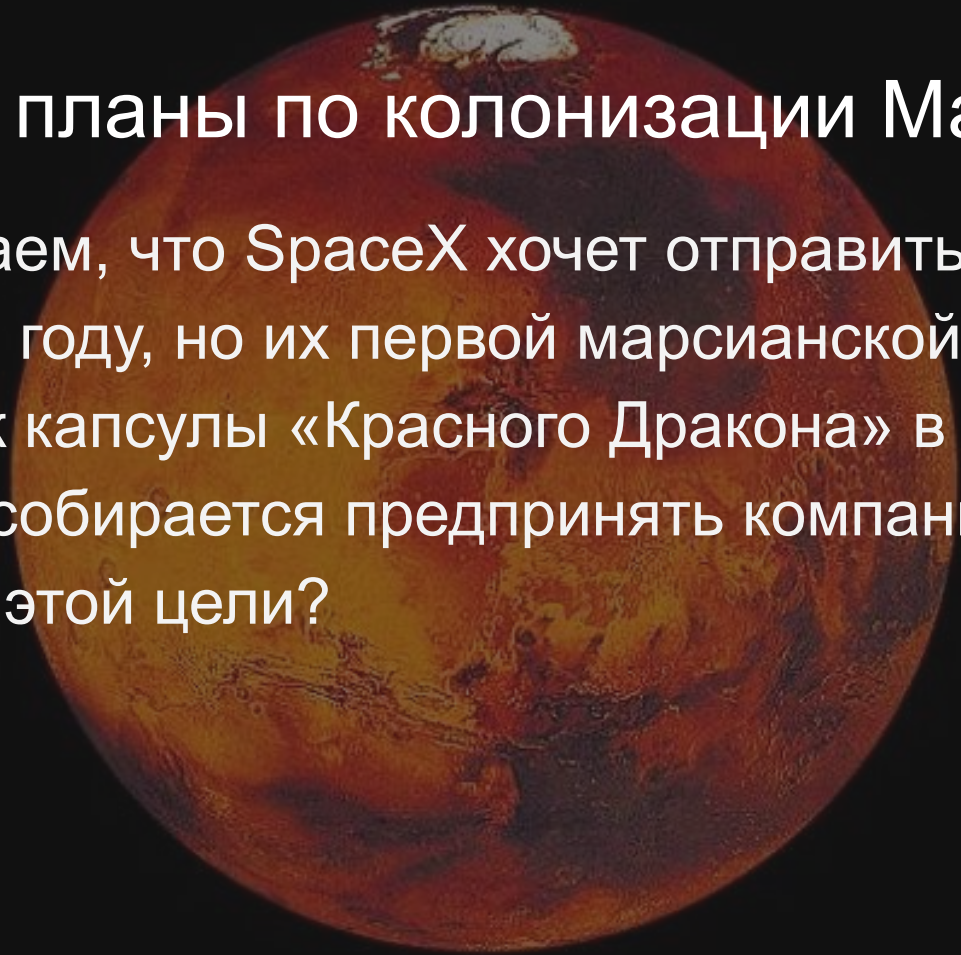 планы по колонизации Ма
аем, что SpaceX хочет отправить
году, но их первой марсианской
к капсулы «Красного Дракона» в
собирается предпринять компани
этой цели?